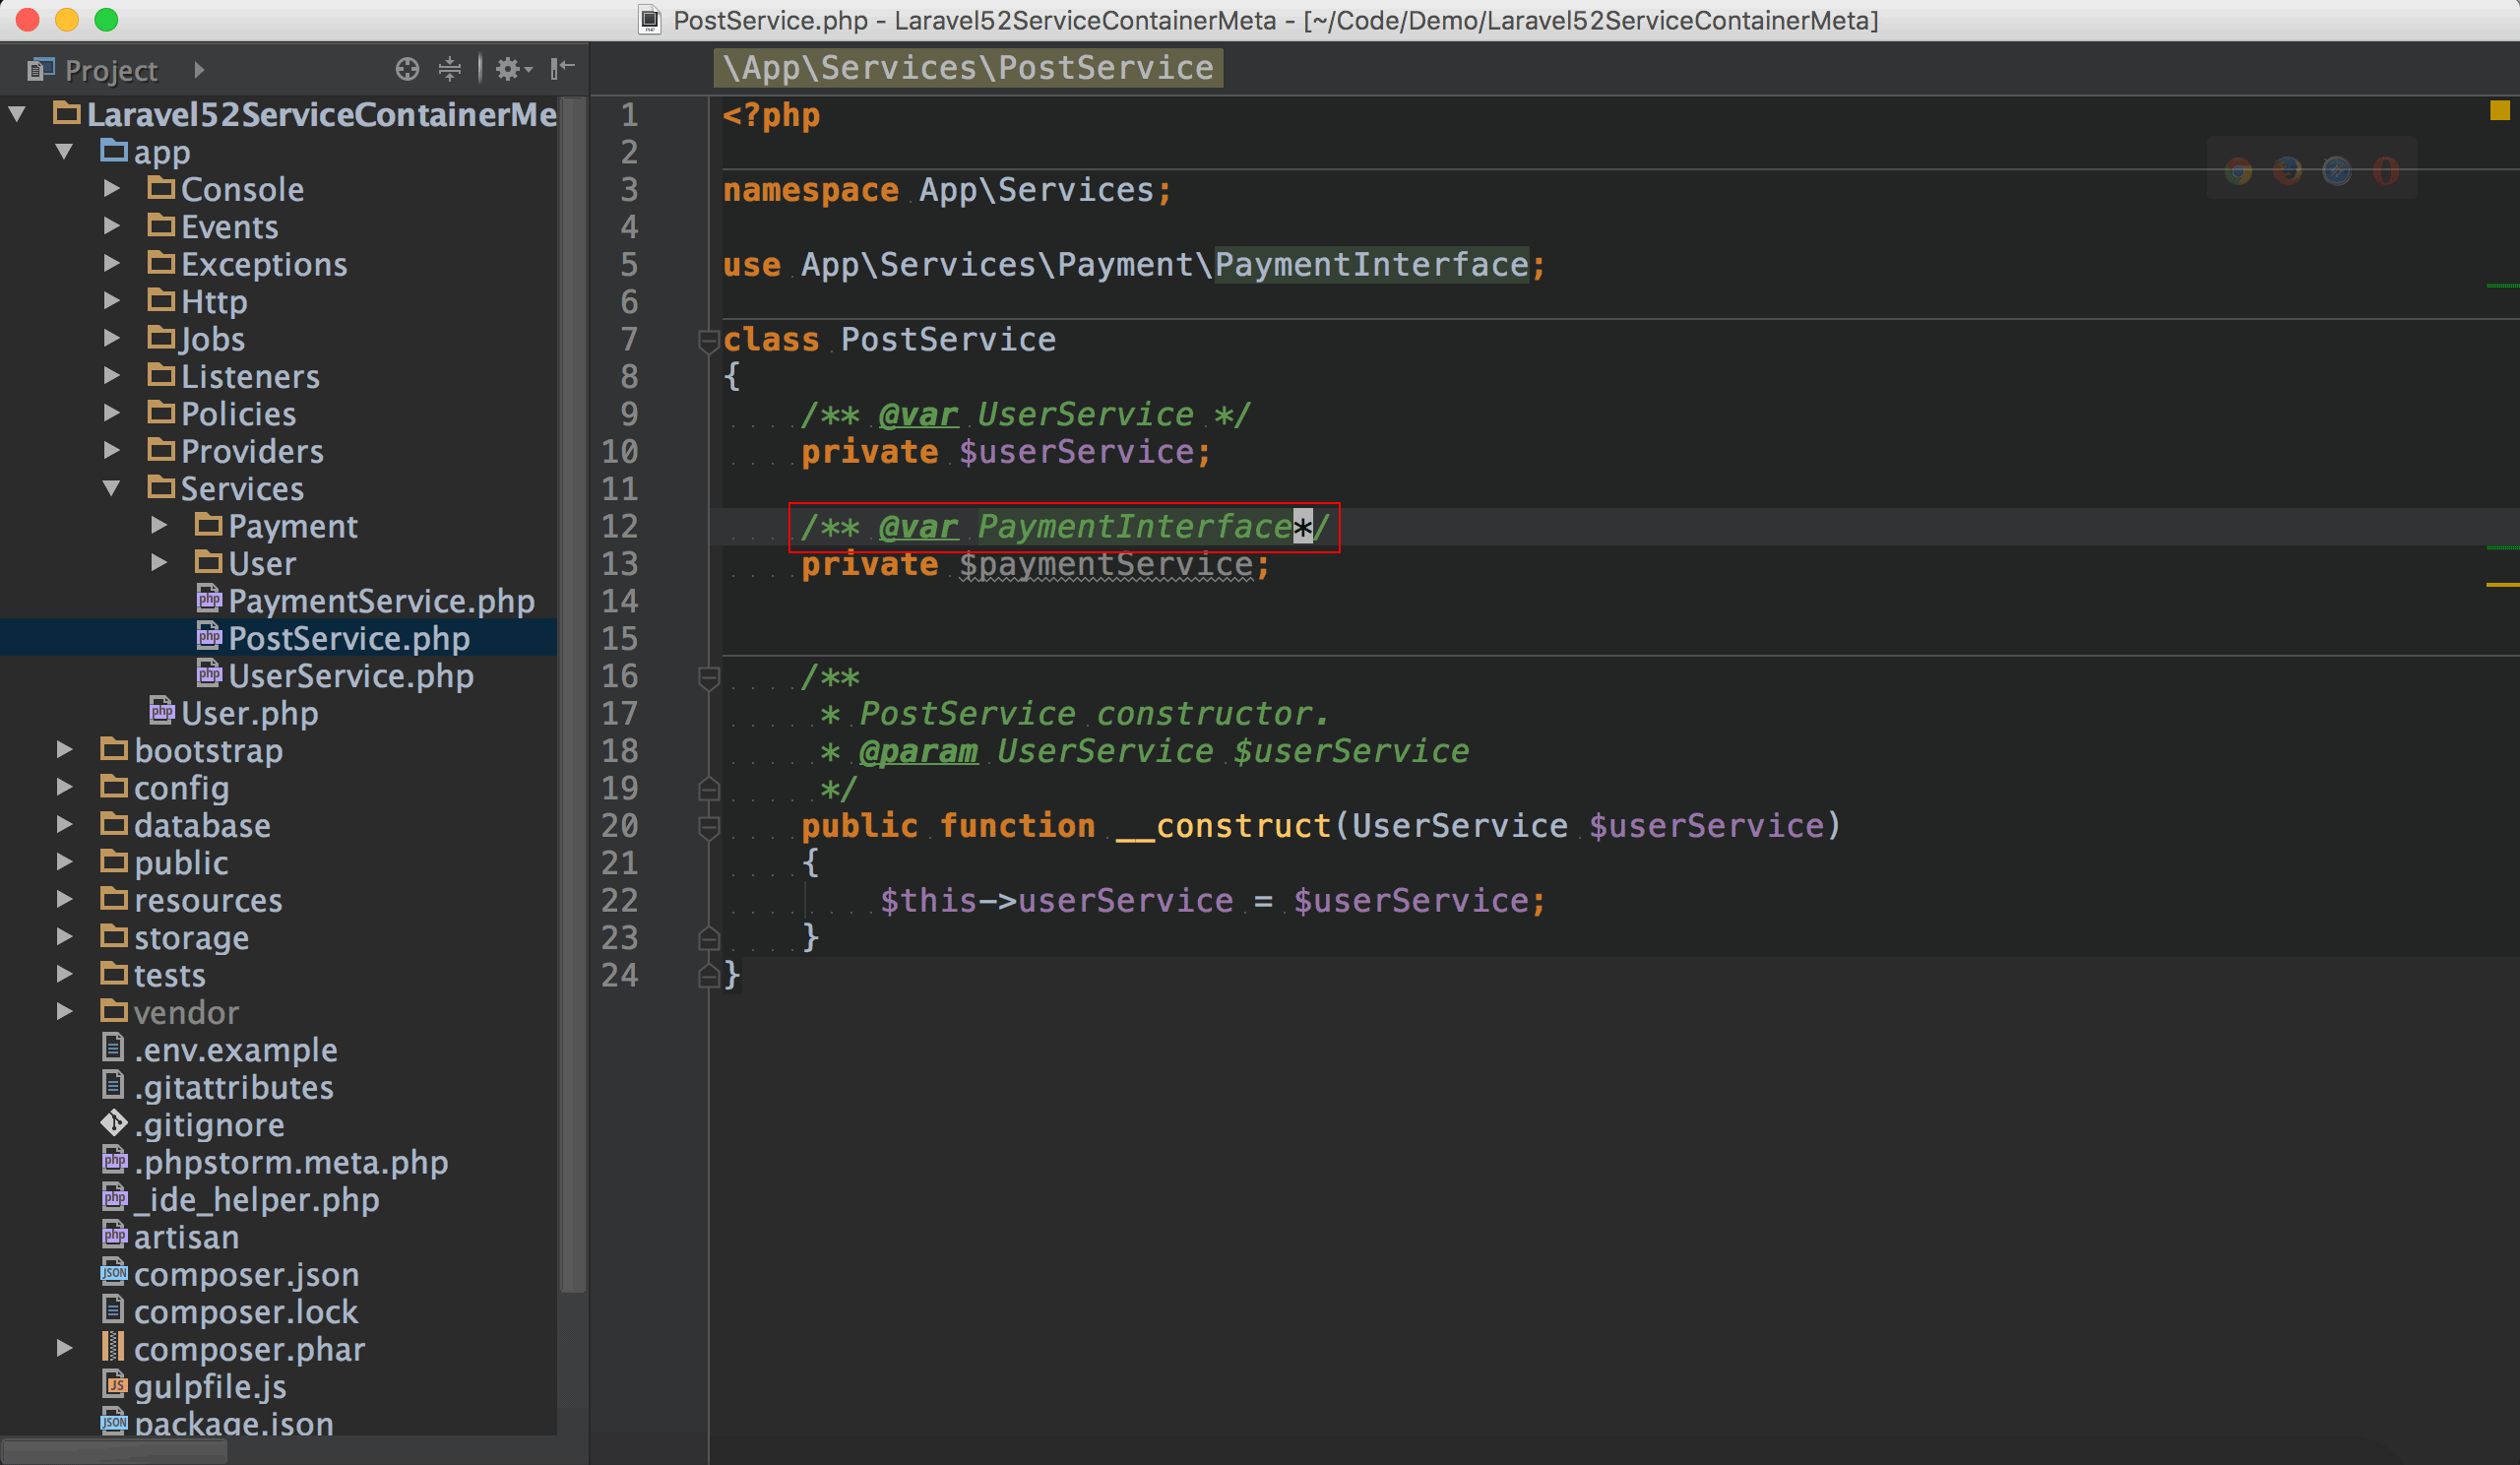 PostService.php - Laravel52ServiceContainerMeta - [~/Code/Demo/Laravel52ServiceContainerMeta]
Project
Laravel52ServiceContainerMe
app
Console
Events
Exceptions
Http
Jobs
Listeners
Policies
Providers
Services
Payment
User
PaymentService.php
PostService.php
UserService.php
User.php
bootstrap
config
database
public
resources
storage
tests
vendor
.env.example
.gitattributes
.gitignore
.phpstorm.meta.php
_ide_helper.php
artisan
composer.json
composer.lock
composer.phar
gulpfile.js
package.json
\App\Services\PostService
1 <?php
2
3 namespace App\Services;
4
5 use App\Services\Payment\PaymentInterface;
6
7 class PostService
8 {
9 /** @var UserService */
10 private $userService;
11
12 /** @var PaymentInterface*/
13 private $paymentService;
14
15
16 /**
17 * PostService constructor.
18 * @param UserService $userService
19 */
20 public function __construct(UserService $userService)
21 {
22 $this->userService = $userService;
23 }
24 }